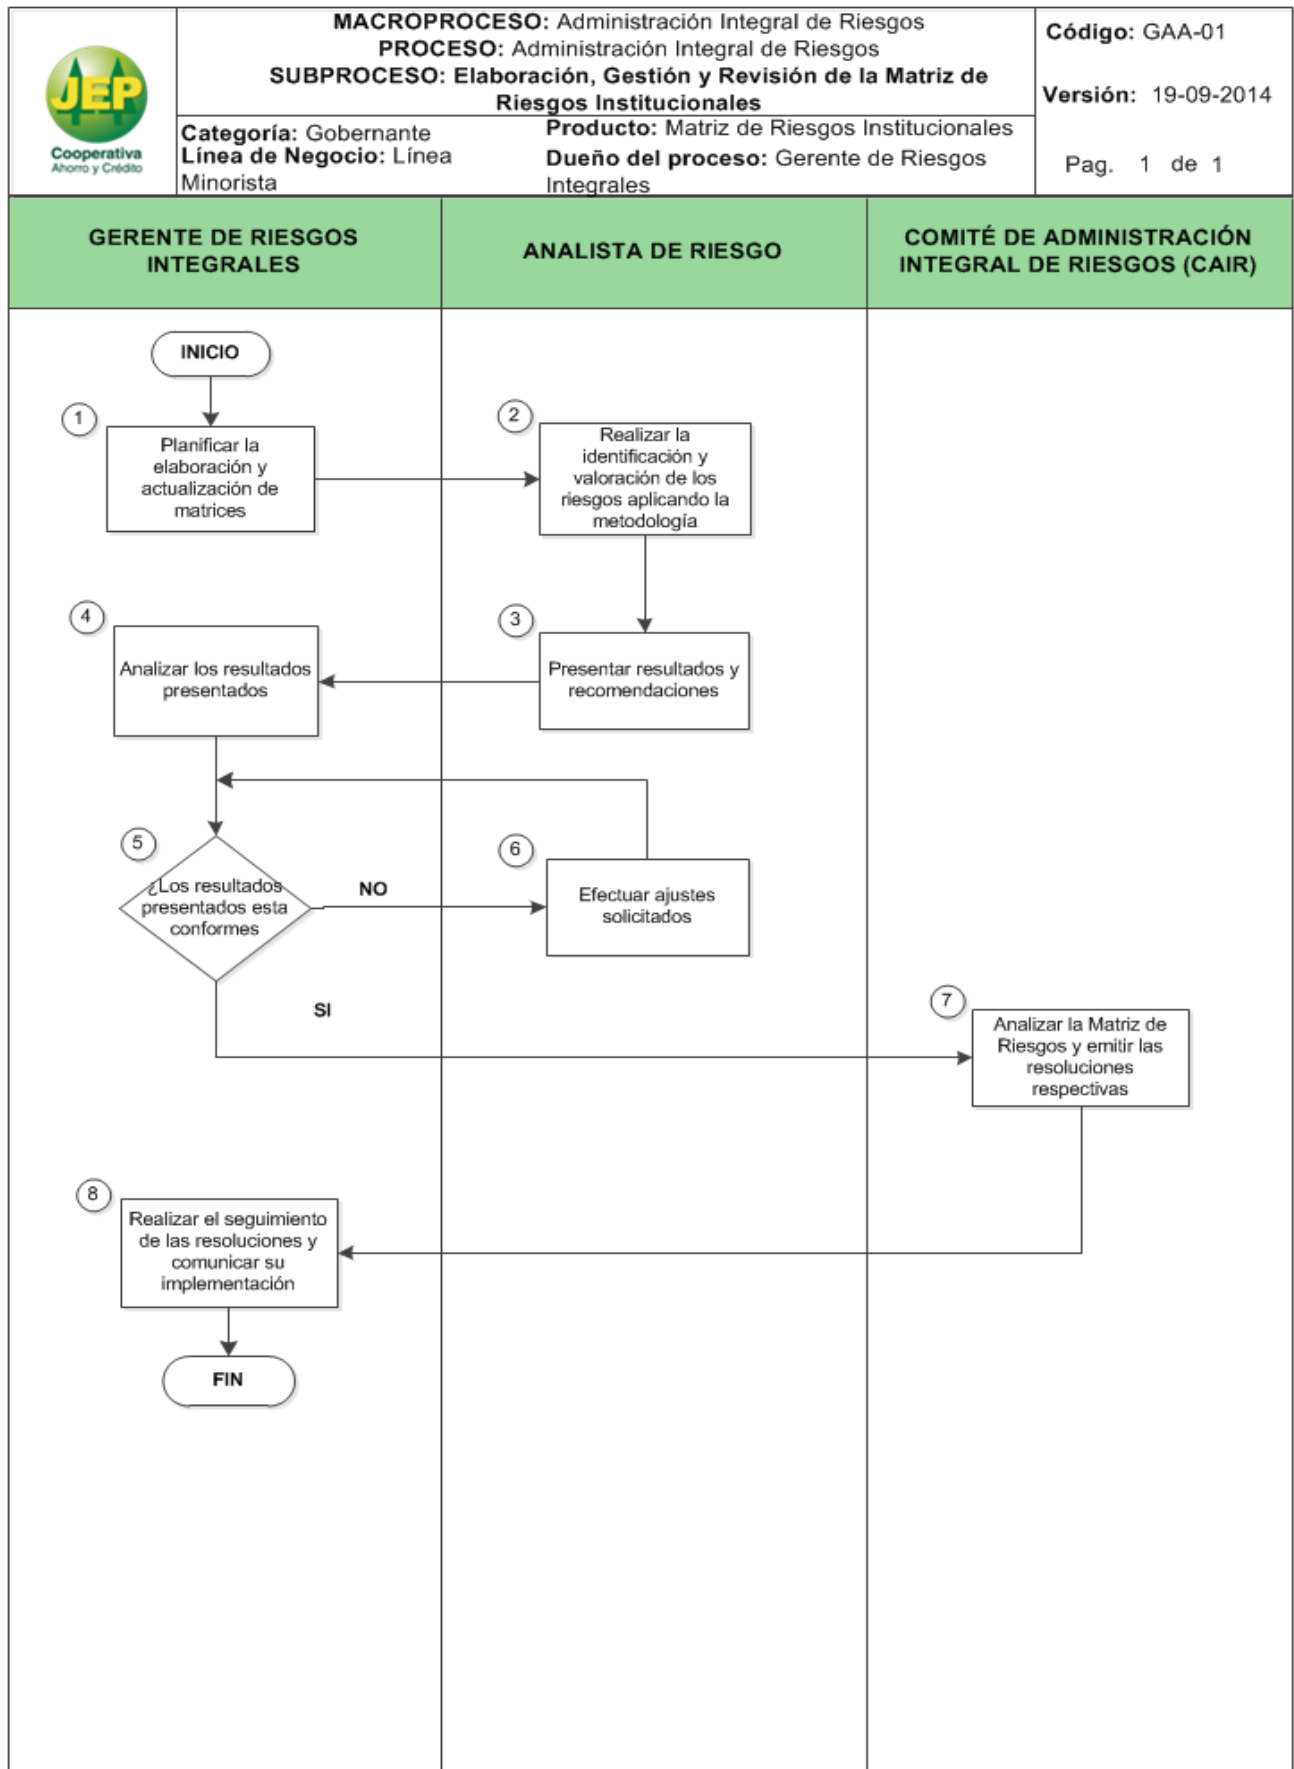 JEP
Cooperativa
Ahorro y Crédito
MACROPROCESO: Administración Integral de Riesgos
PROCESO: Administración Integral de Riesgos
SUBPROCESO: Elaboración, Gestión y Revisión de la Matriz de
Riesgos Institucionales
Categoría: Gobernante
Línea de Negocio: Línea
Minorista
Producto: Matriz de Riesgos Institucionales
Dueño del proceso: Gerente de Riesgos
Integrales
Código: GAA-01
Versión: 19-09-2014
Pag. 1 de 1
GERENTE DE RIESGOS
INTEGRALES
ANALISTA DE RIESGO
COMITÉ DE ADMINISTRACIÓN
INTEGRAL DE RIESGOS (CAIR)
INICIO
1
Planificar la
elaboración y
actualización de
matrices
2
Realizar la
identificación y
valoración de los
riesgos aplicando la
metodología
4
Analizar los resultados
presentados
3
Presentar resultados y
recomendaciones
5
¿Los resultados
presentados esta
conformes
NO
6
Efectuar ajustes
solicitados
SI
7
Analizar la Matriz de
Riesgos y emitir las
resoluciones
respectivas
8
Realizar el seguimiento
de las resoluciones y
comunicar su
implementación
FIN